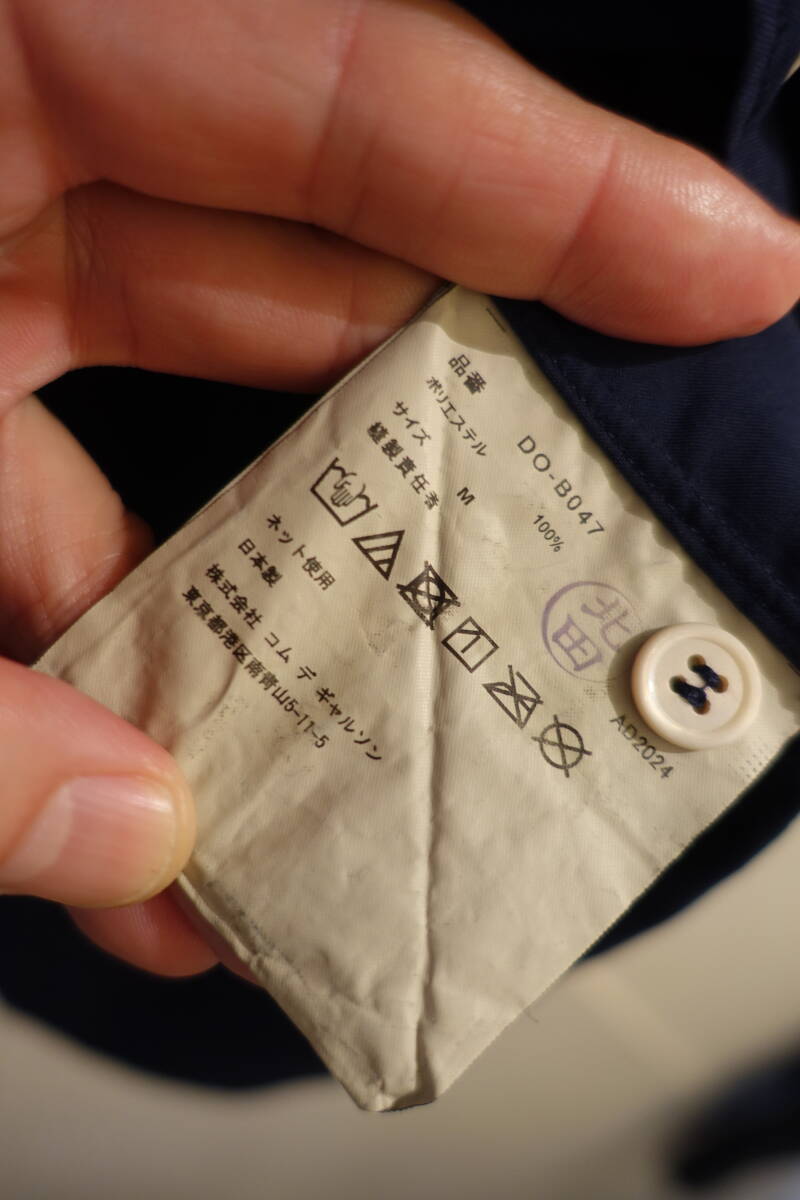 品番 DO-B047
ポリエステル 100%
サイズ M
縫製責任者 北田
ネット使用
日本製
株式会社 コム デ ギャルソン
東京都港区南青山5-11-5
AD2024